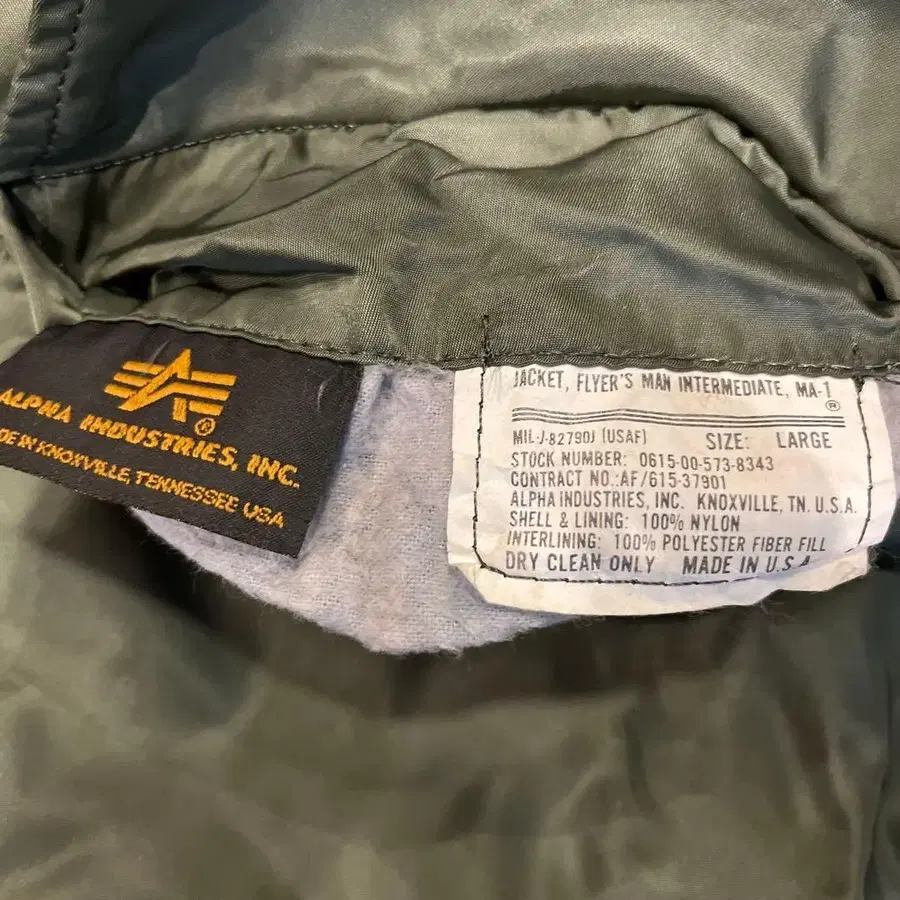 ALPHA INDUSTRIES, INC.
DE IN KNOXVILLE, TENNESSEE USA
JACKET, FLYER'S MAN INTERMEDIATE, MA-1
®
MIL-J-8279OJ (USAF) SIZE: LARGE
STOCK NUMBER: 0615-00-573-8343
CONTRACT NO.:AF/615-37901
ALPHA INDUSTRIES, INC. KNOXVILLE, TN. U.S.A.
SHELL & LINING: 100% NYLON
INTERLINING: 100% POLYESTER FIBER FILL
DRY CLEAN ONLY MADE IN U.S.A